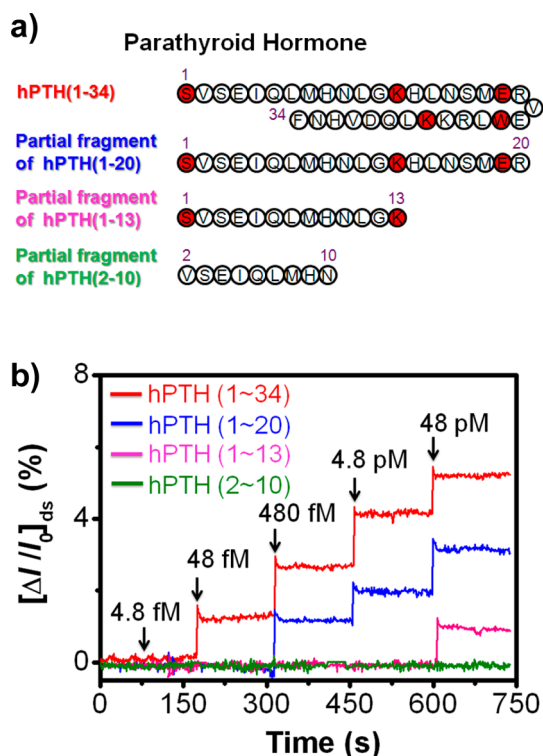 a)
Parathyroid Hormone
1
hPTH(1-34)
SVSEIQLMHNLGKHLNSMER
V
34 FNHVDQLKKRLWE
Partial fragment
of hPTH(1-20)
1 20
SVSEIQLMHNLGKHLNSMER
Partial fragment
of hPTH(1-13)
1 13
SVSEIQLMHNLGK
Partial fragment
of hPTH(2-10)
2 10
VSEIQLMHN
b)
8
4
0
[ΔI/I0]ds (%)
hPTH (1~34)
hPTH (1~20)
hPTH (1~13)
hPTH (2~10)
4.8 fM
48 fM
480 fM
4.8 pM
48 pM
0 150 300 450 600 750
Time (s)